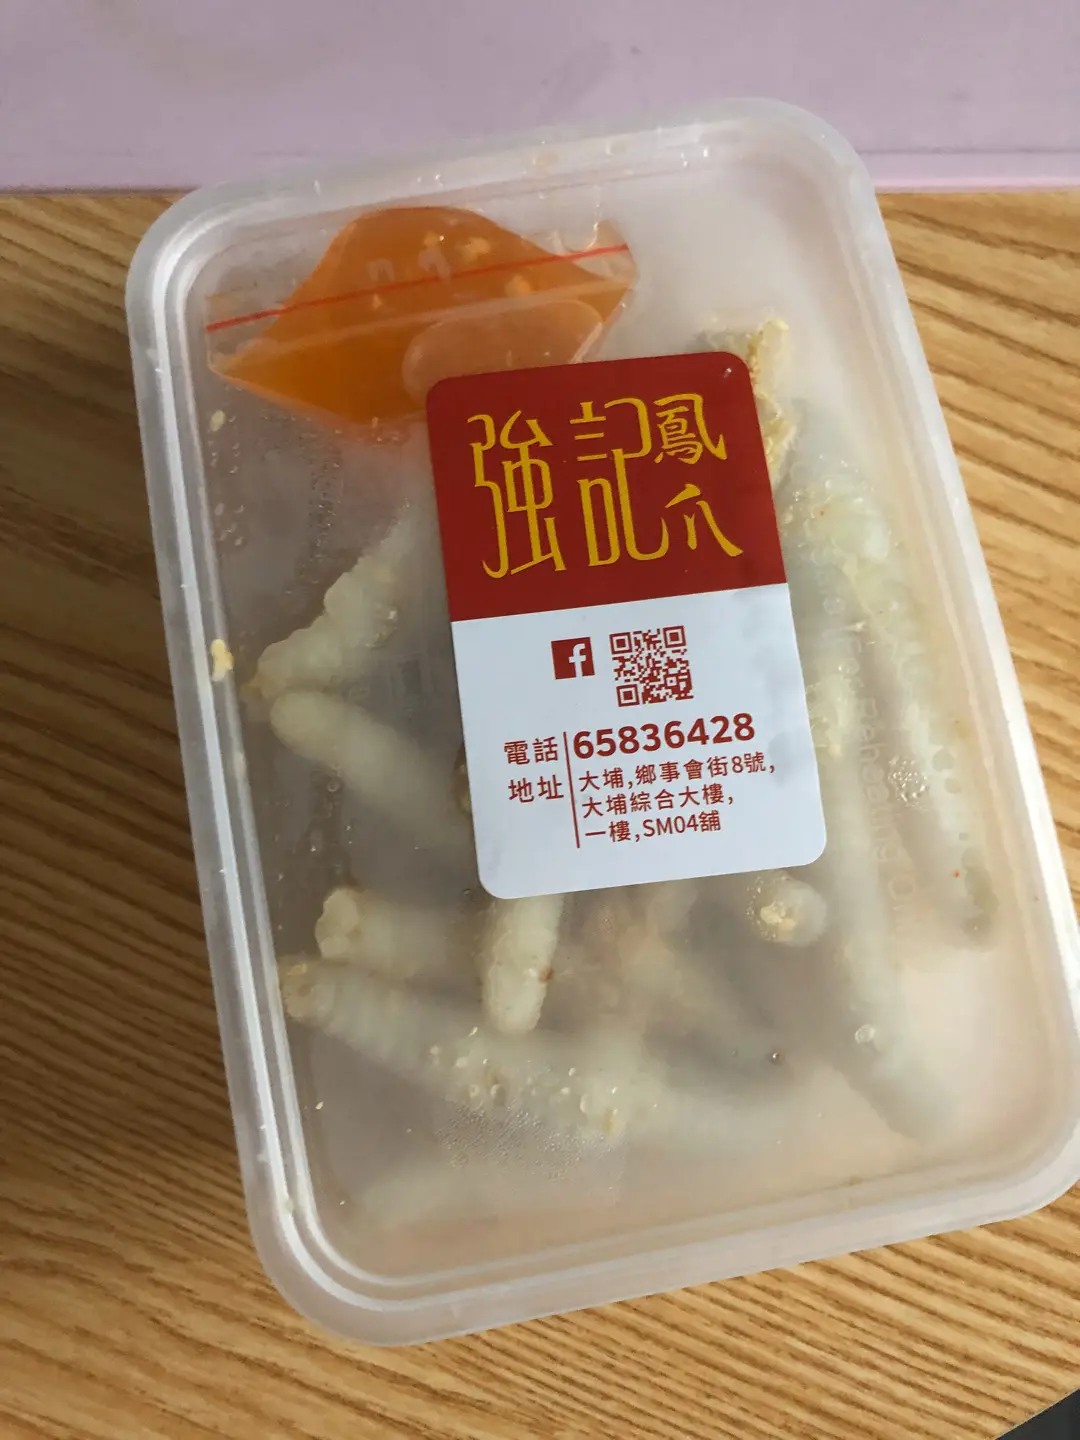 強記鳳爪
電話 65836428
地址 大埔,鄉事會街8號,
大埔綜合大樓,
一樓,SM04舖